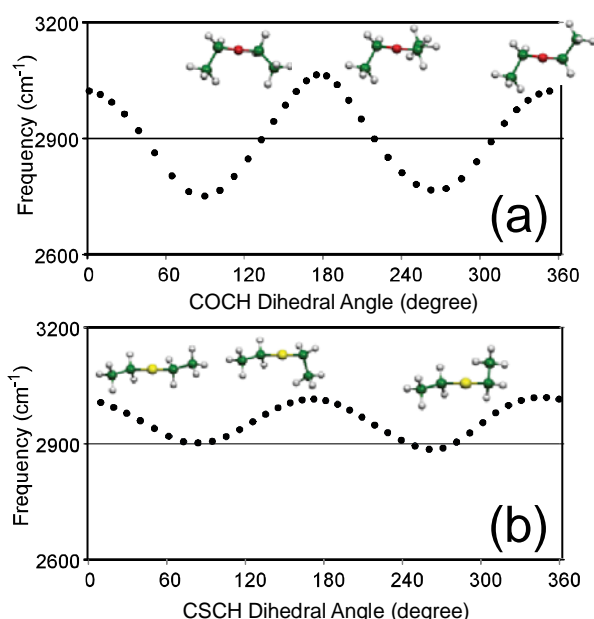 3200
2900
2600
Frequency (cm-1)
(a)
0 60 120 180 240 300 360
COCH Dihedral Angle (degree)
3200
2900
2600
Frequency (cm-1)
(b)
0 60 120 180 240 300 360
CSCH Dihedral Angle (degree)